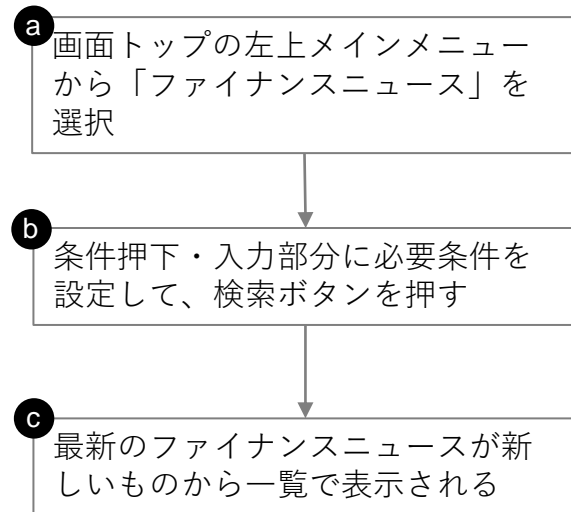 a
画面トップの左上メインメニュー
から「ファイナンスニュース」を
選択
b
条件押下・入力部分に必要条件を
設定して、検索ボタンを押す
c
最新のファイナンスニュースが新
しいものから一覧で表示される